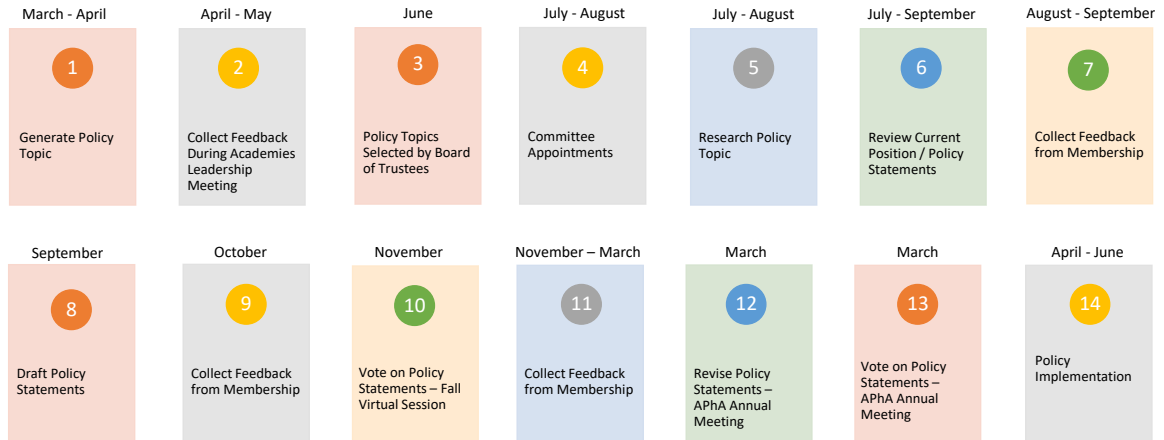 March - April
1
Generate Policy
Topic
April - May
2
Collect Feedback
During Academies
Leadership
Meeting
June
3
Policy Topics
Selected by Board
of Trustees
July - August
4
Committee
Appointments
July - August
5
Research Policy
Topic
July - September
6
Review Current
Position / Policy
Statements
August - September
7
Collect Feedback
from Membership
September
8
Draft Policy
Statements
October
9
Collect Feedback
from Membership
November
10
Vote on Policy
Statements – Fall
Virtual Session
November – March
11
Collect Feedback
from Membership
March
12
Revise Policy
Statements –
APhA Annual
Meeting
March
13
Vote on Policy
Statements –
APhA Annual
Meeting
April - June
14
Policy
Implementation